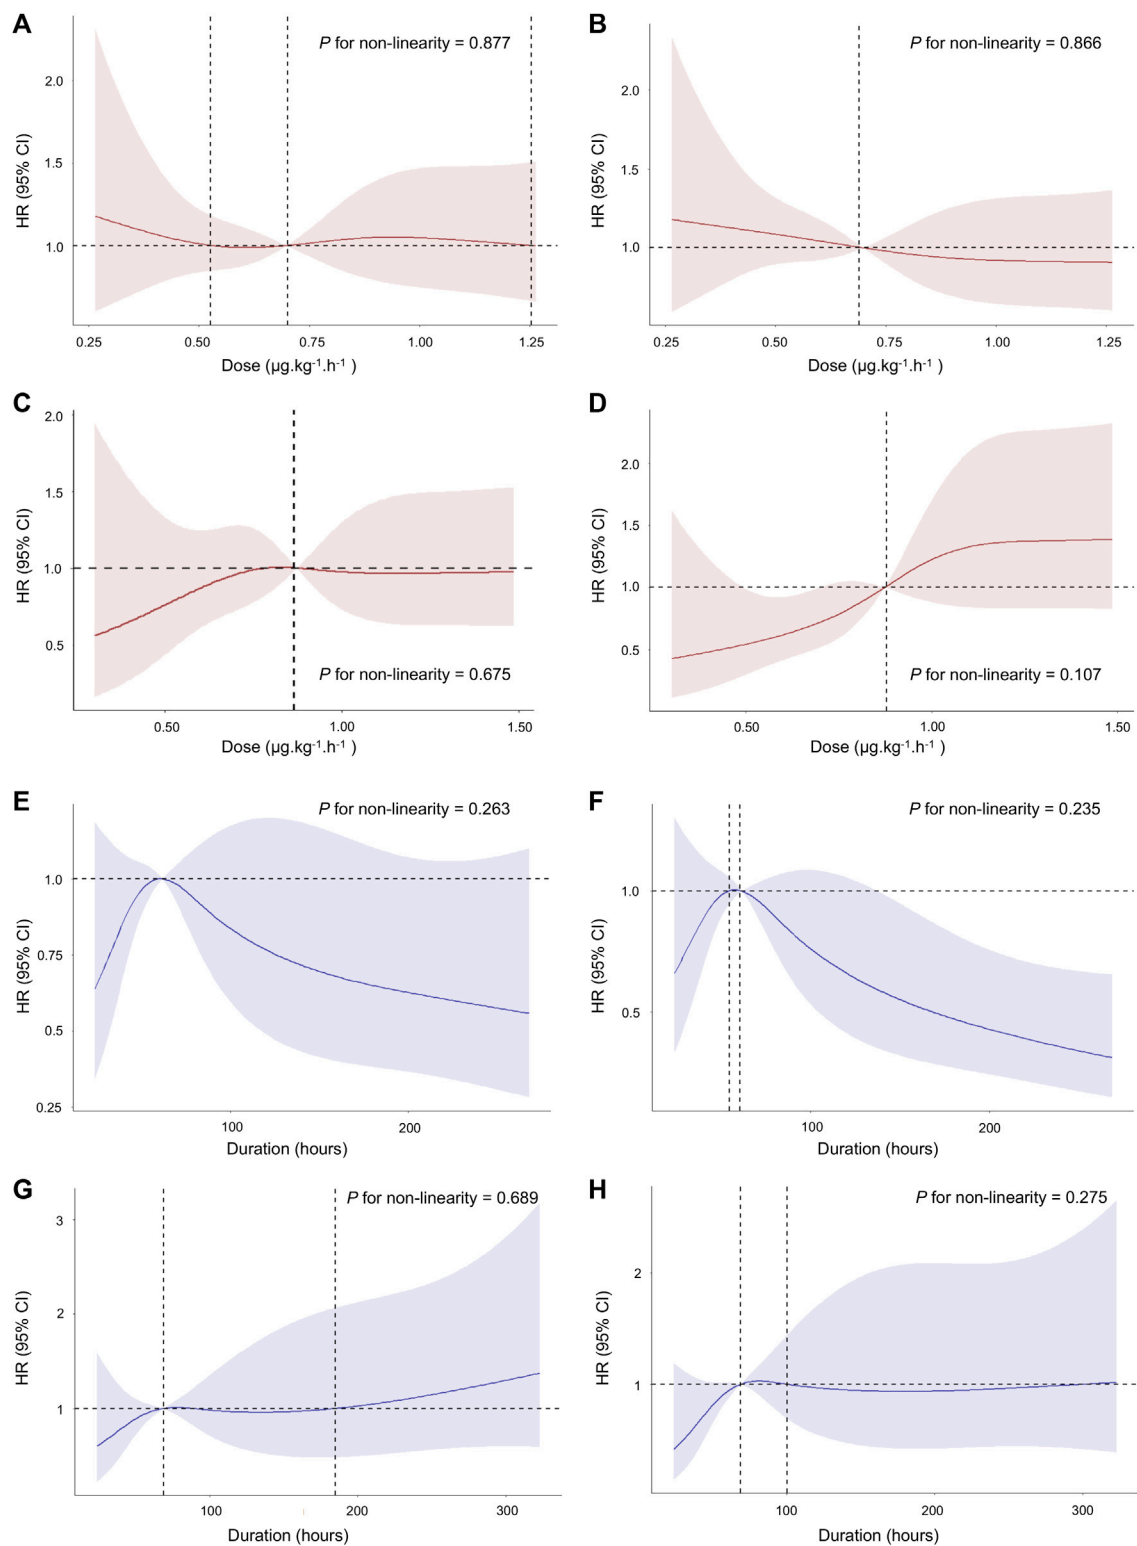 A
P for non-linearity = 0.877
2.0
1.5
1.0
HR (95% CI)
0.25 0.50 0.75 1.00 1.25
Dose (µg.kg⁻¹.h⁻¹ )
B
P for non-linearity = 0.866
2.0
1.5
1.0
HR (95% CI)
0.25 0.50 0.75 1.00 1.25
Dose (µg.kg⁻¹.h⁻¹ )
C
2.0
1.5
1.0
0.5
HR (95% CI)
P for non-linearity = 0.675
0.50 1.00 1.50
Dose (µg.kg⁻¹.h⁻¹ )
D
2.0
1.5
1.0
0.5
HR (95% CI)
P for non-linearity = 0.107
0.50 1.00 1.50
Dose (µg.kg⁻¹.h⁻¹ )
E
P for non-linearity = 0.263
1.0
0.75
0.5
0.25
HR (95% CI)
100 200
Duration (hours)
F
P for non-linearity = 0.235
1.0
0.5
HR (95% CI)
100 200
Duration (hours)
G
P for non-linearity = 0.689
3
2
1
HR (95% CI)
100 200 300
Duration (hours)
H
P for non-linearity = 0.275
2
1
HR (95% CI)
100 200 300
Duration (hours)